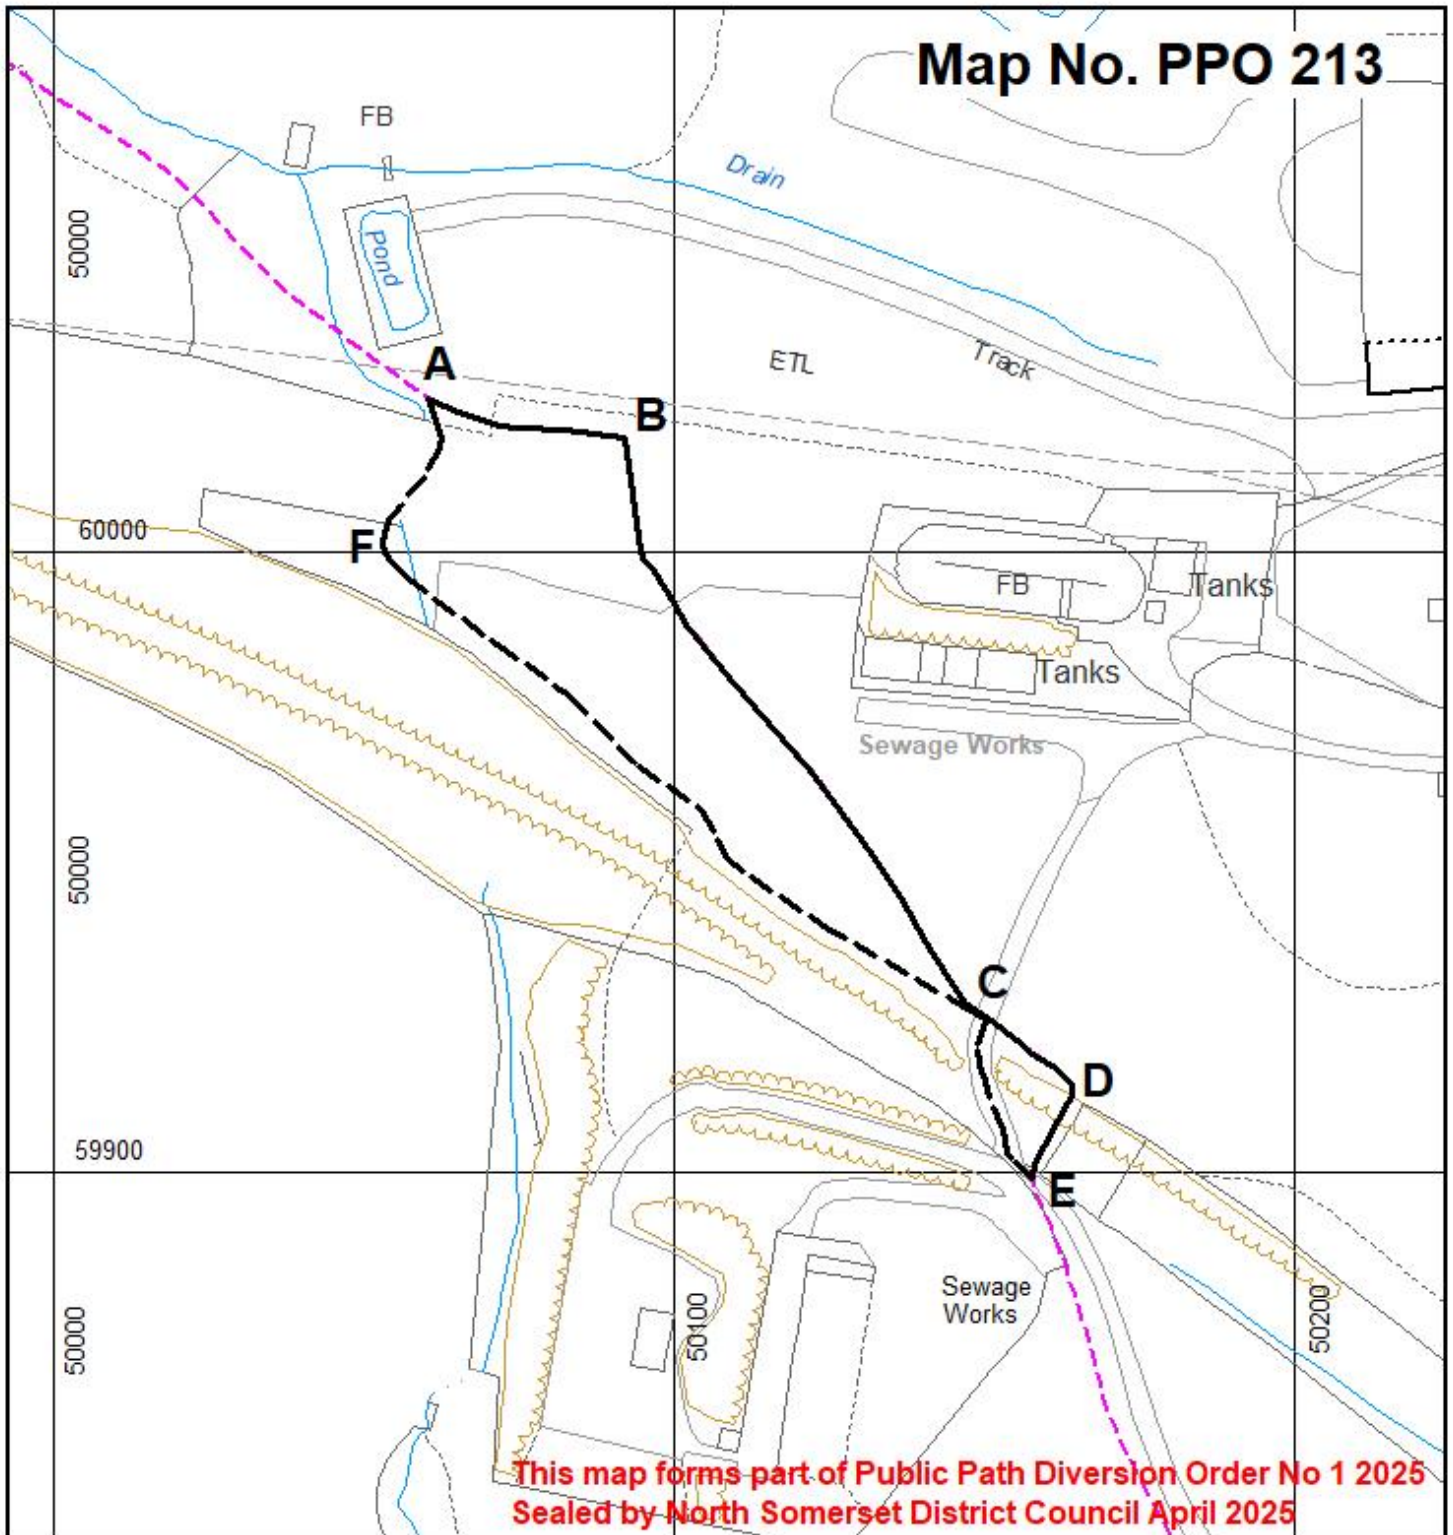 Map No. PPO 213
FB
Drain
50000
Pond
A
ETL
Track
B
60000
F
FB
Tanks
Tanks
Sewage Works
50000
C
D
59900
E
Sewage
Works
50000
50100
50200
This map forms part of Public Path Diversion Order No 1 2025
Sealed by North Somerset District Council April 2025